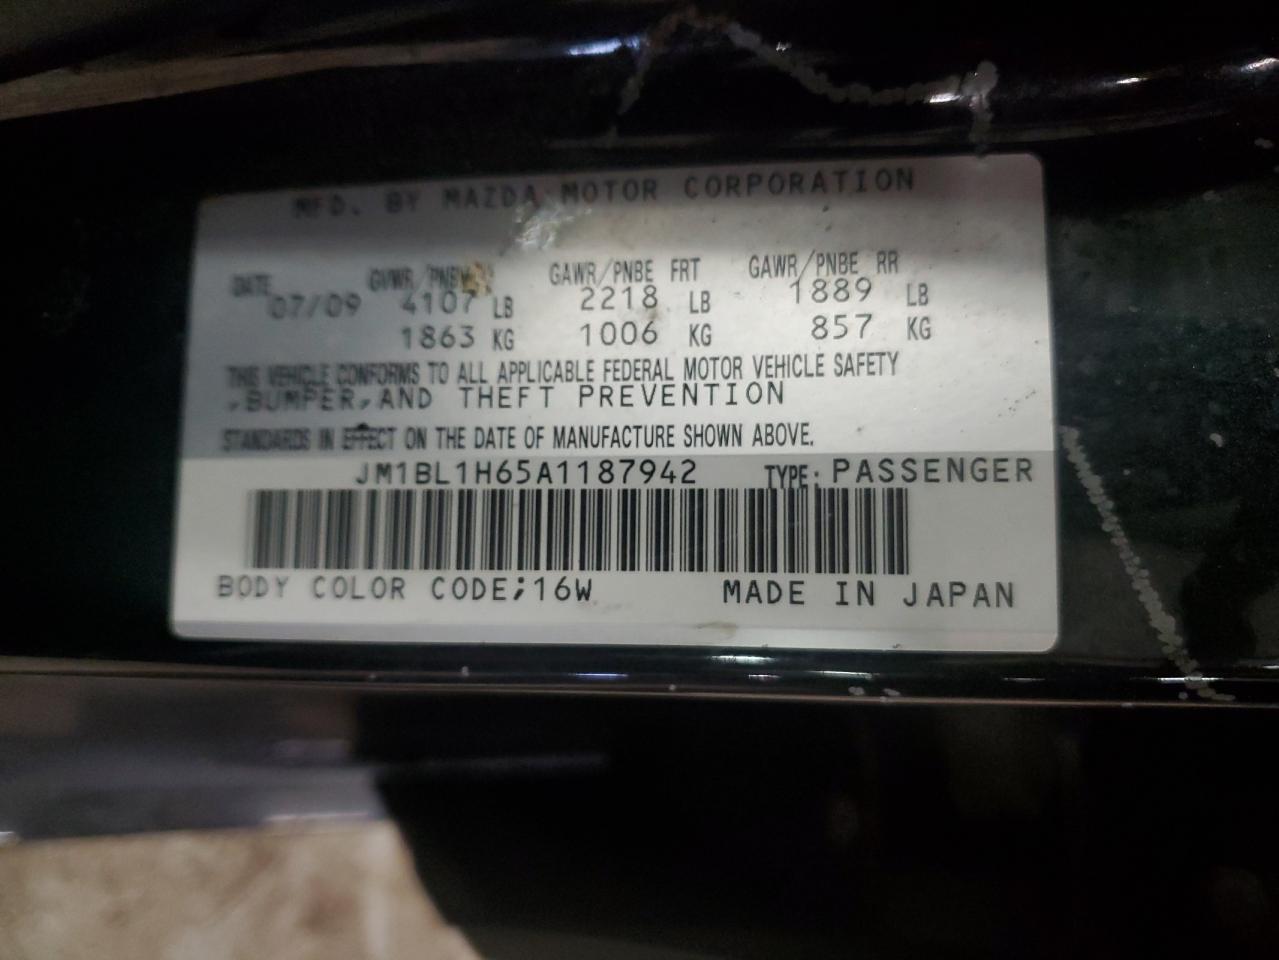 MFD. BY MAZDA MOTOR CORPORATION
DATE GVWR/PNBV GAWR/PNBE FRT GAWR/PNBE RR
07/09 4107 LB 2218 LB 1889 LB
1863 KG 1006 KG 857 KG
THIS VEHICLE CONFORMS TO ALL APPLICABLE FEDERAL MOTOR VEHICLE SAFETY
,BUMPER,AND THEFT PREVENTION
STANDARDS IN EFFECT ON THE DATE OF MANUFACTURE SHOWN ABOVE.
JM1BL1H65A1187942 TYPE: PASSENGER
BODY COLOR CODE;16W MADE IN JAPAN